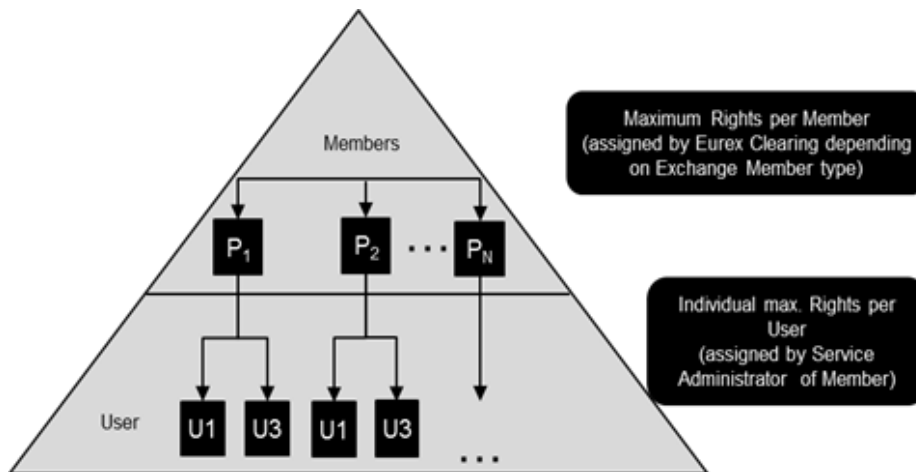 Members
Maximum Rights per Member
(assigned by Eurex Clearing depending
on Exchange Member type)
P1
P2
...
PN
Individual max. Rights per
User
(assigned by Service
Administrator of Member)
User
U1
U3
U1
U3
...